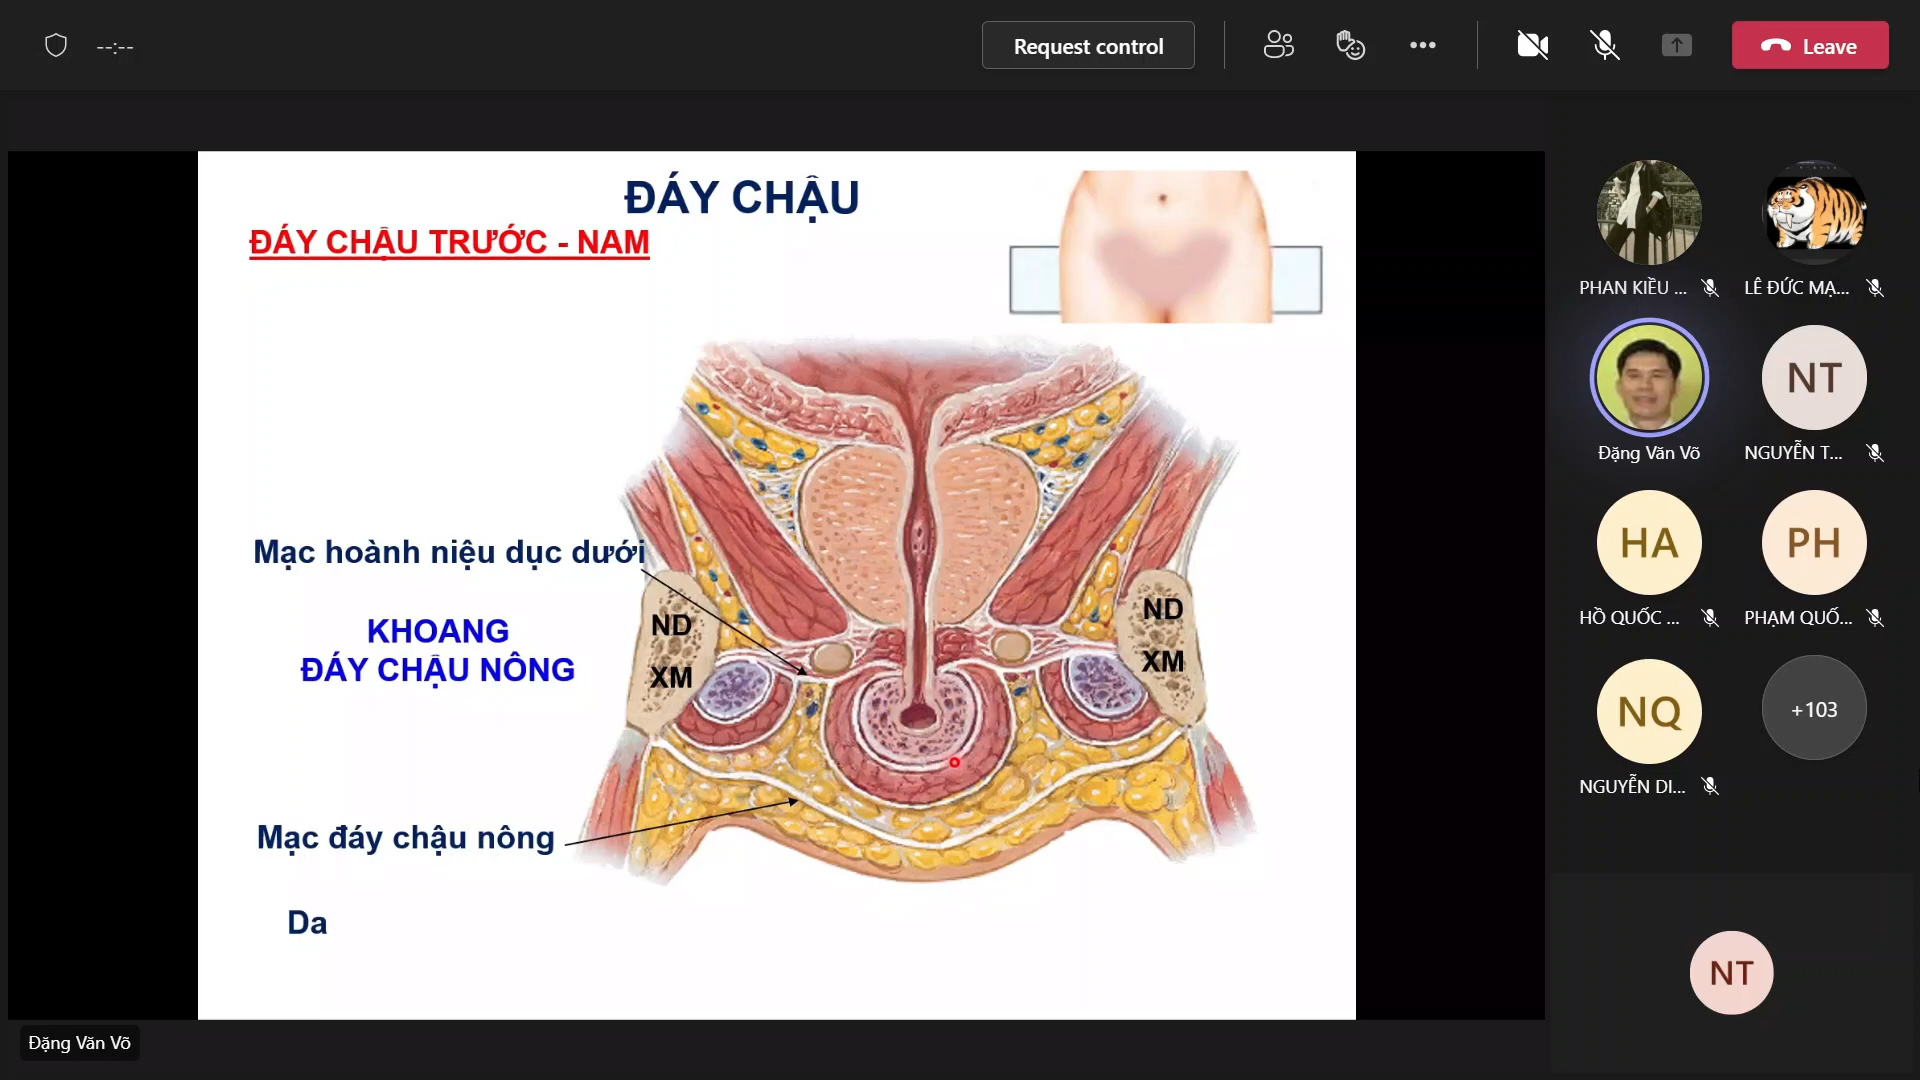 --:--
Request control
Leave
ĐÁY CHẬU
ĐÁY CHẬU TRƯỚC - NAM
Mạc hoành niệu dục dưới
KHOANG
ĐÁY CHẬU NÔNG
ND
XM
ND
XM
Mạc đáy chậu nông
Da
PHAN KIỀU ...
LÊ ĐỨC MẠ...
Đặng Văn Võ
NT
NGUYỄN T...
HA
HỒ QUỐC ...
PH
PHẠM QUỐ...
NQ
NGUYỄN DI...
+103
NT
Đặng Văn Võ